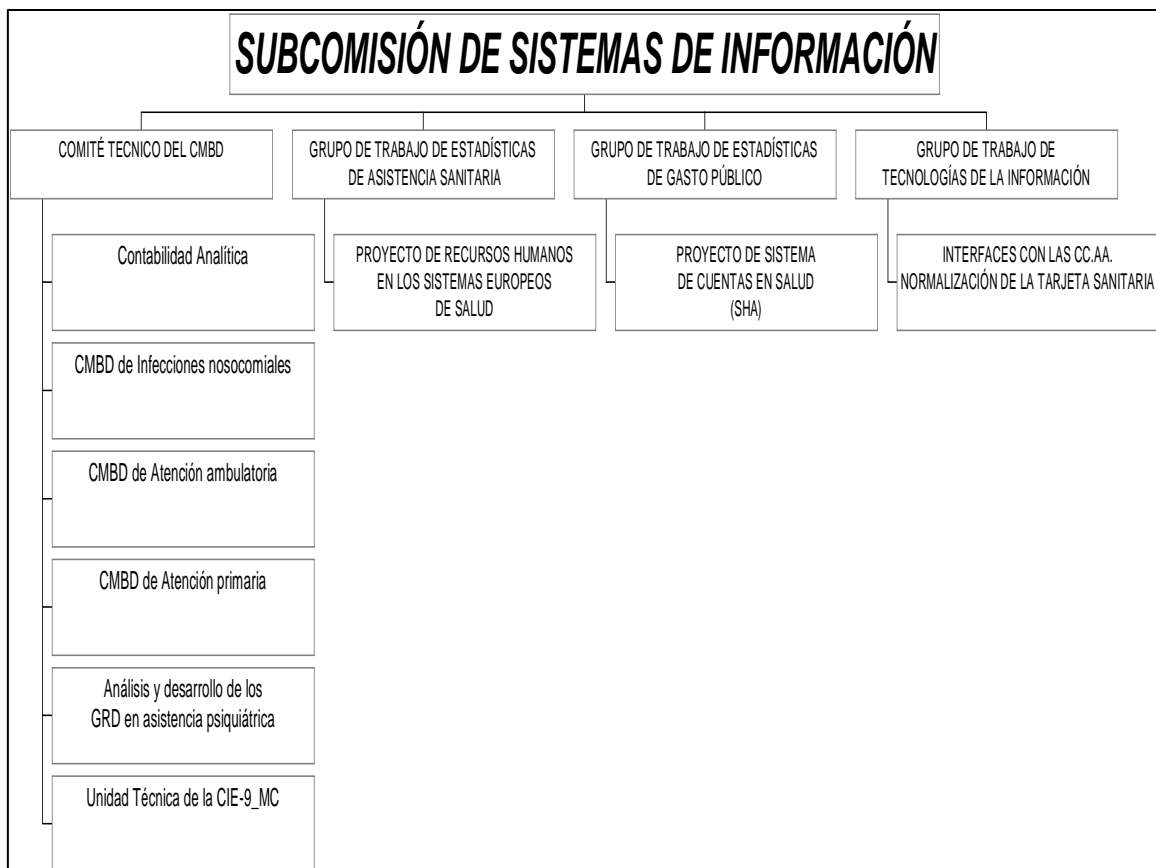 SUBCOMISIÓN DE SISTEMAS DE INFORMACIÓN
COMITÉ TECNICO DEL CMBD
GRUPO DE TRABAJO DE ESTADÍSTICAS
DE ASISTENCIA SANITARIA
GRUPO DE TRABAJO DE ESTADÍSTICAS
DE GASTO PÚBLICO
GRUPO DE TRABAJO DE
TECNOLOGÍAS DE LA INFORMACIÓN
Contabilidad Analítica
CMBD de Infecciones nosocomiales
CMBD de Atención ambulatoria
CMBD de Atención primaria
Análisis y desarrollo de los
GRD en asistencia psiquiátrica
Unidad Técnica de la CIE-9_MC
PROYECTO DE RECURSOS HUMANOS
EN LOS SISTEMAS EUROPEOS
DE SALUD
PROYECTO DE SISTEMA
DE CUENTAS EN SALUD
(SHA)
INTERFACES CON LAS CC.AA.
NORMALIZACIÓN DE LA TARJETA SANITARIA